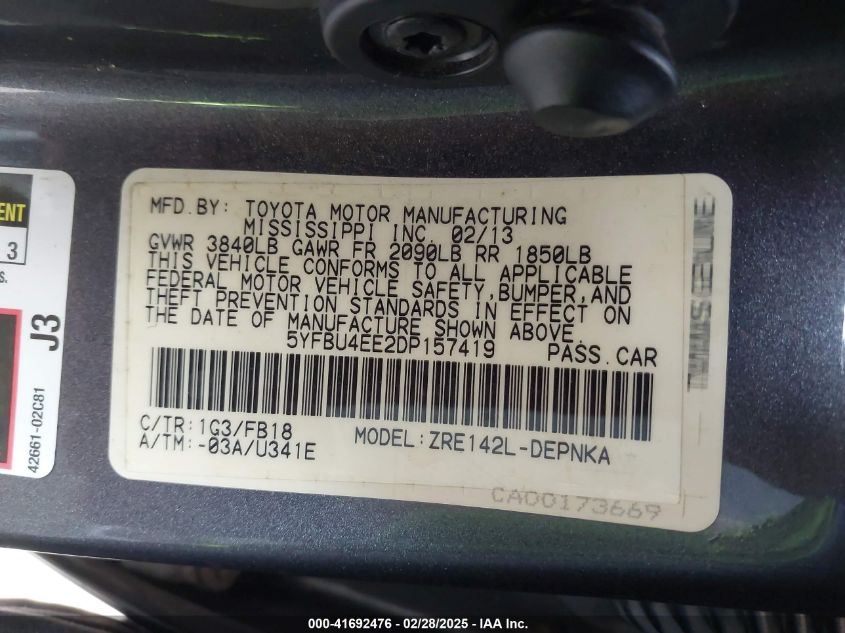 MFD.BY: TOYOTA MOTOR MANUFACTURING
MISSISSIPPI INC. 02/13
GVWR 3840LB GAWR FR 2090LB RR 1850LB
THIS VEHICLE CONFORMS TO ALL APPLICABLE
FEDERAL MOTOR VEHICLE SAFETY,BUMPER,AND
THEFT PREVENTION STANDARDS IN EFFECT ON
THE DATE OF MANUFACTURE SHOWN ABOVE.
5YFBU4EE2DP157419 PASS.CAR
C/TR:1G3/FB18
A/TM:-03A/U341E
MODEL:ZRE142L-DEPNKA
CA00173669
ENT
3
s.
J3
42661-02C81
000-41692476 - 02/28/2025 - IAA Inc.